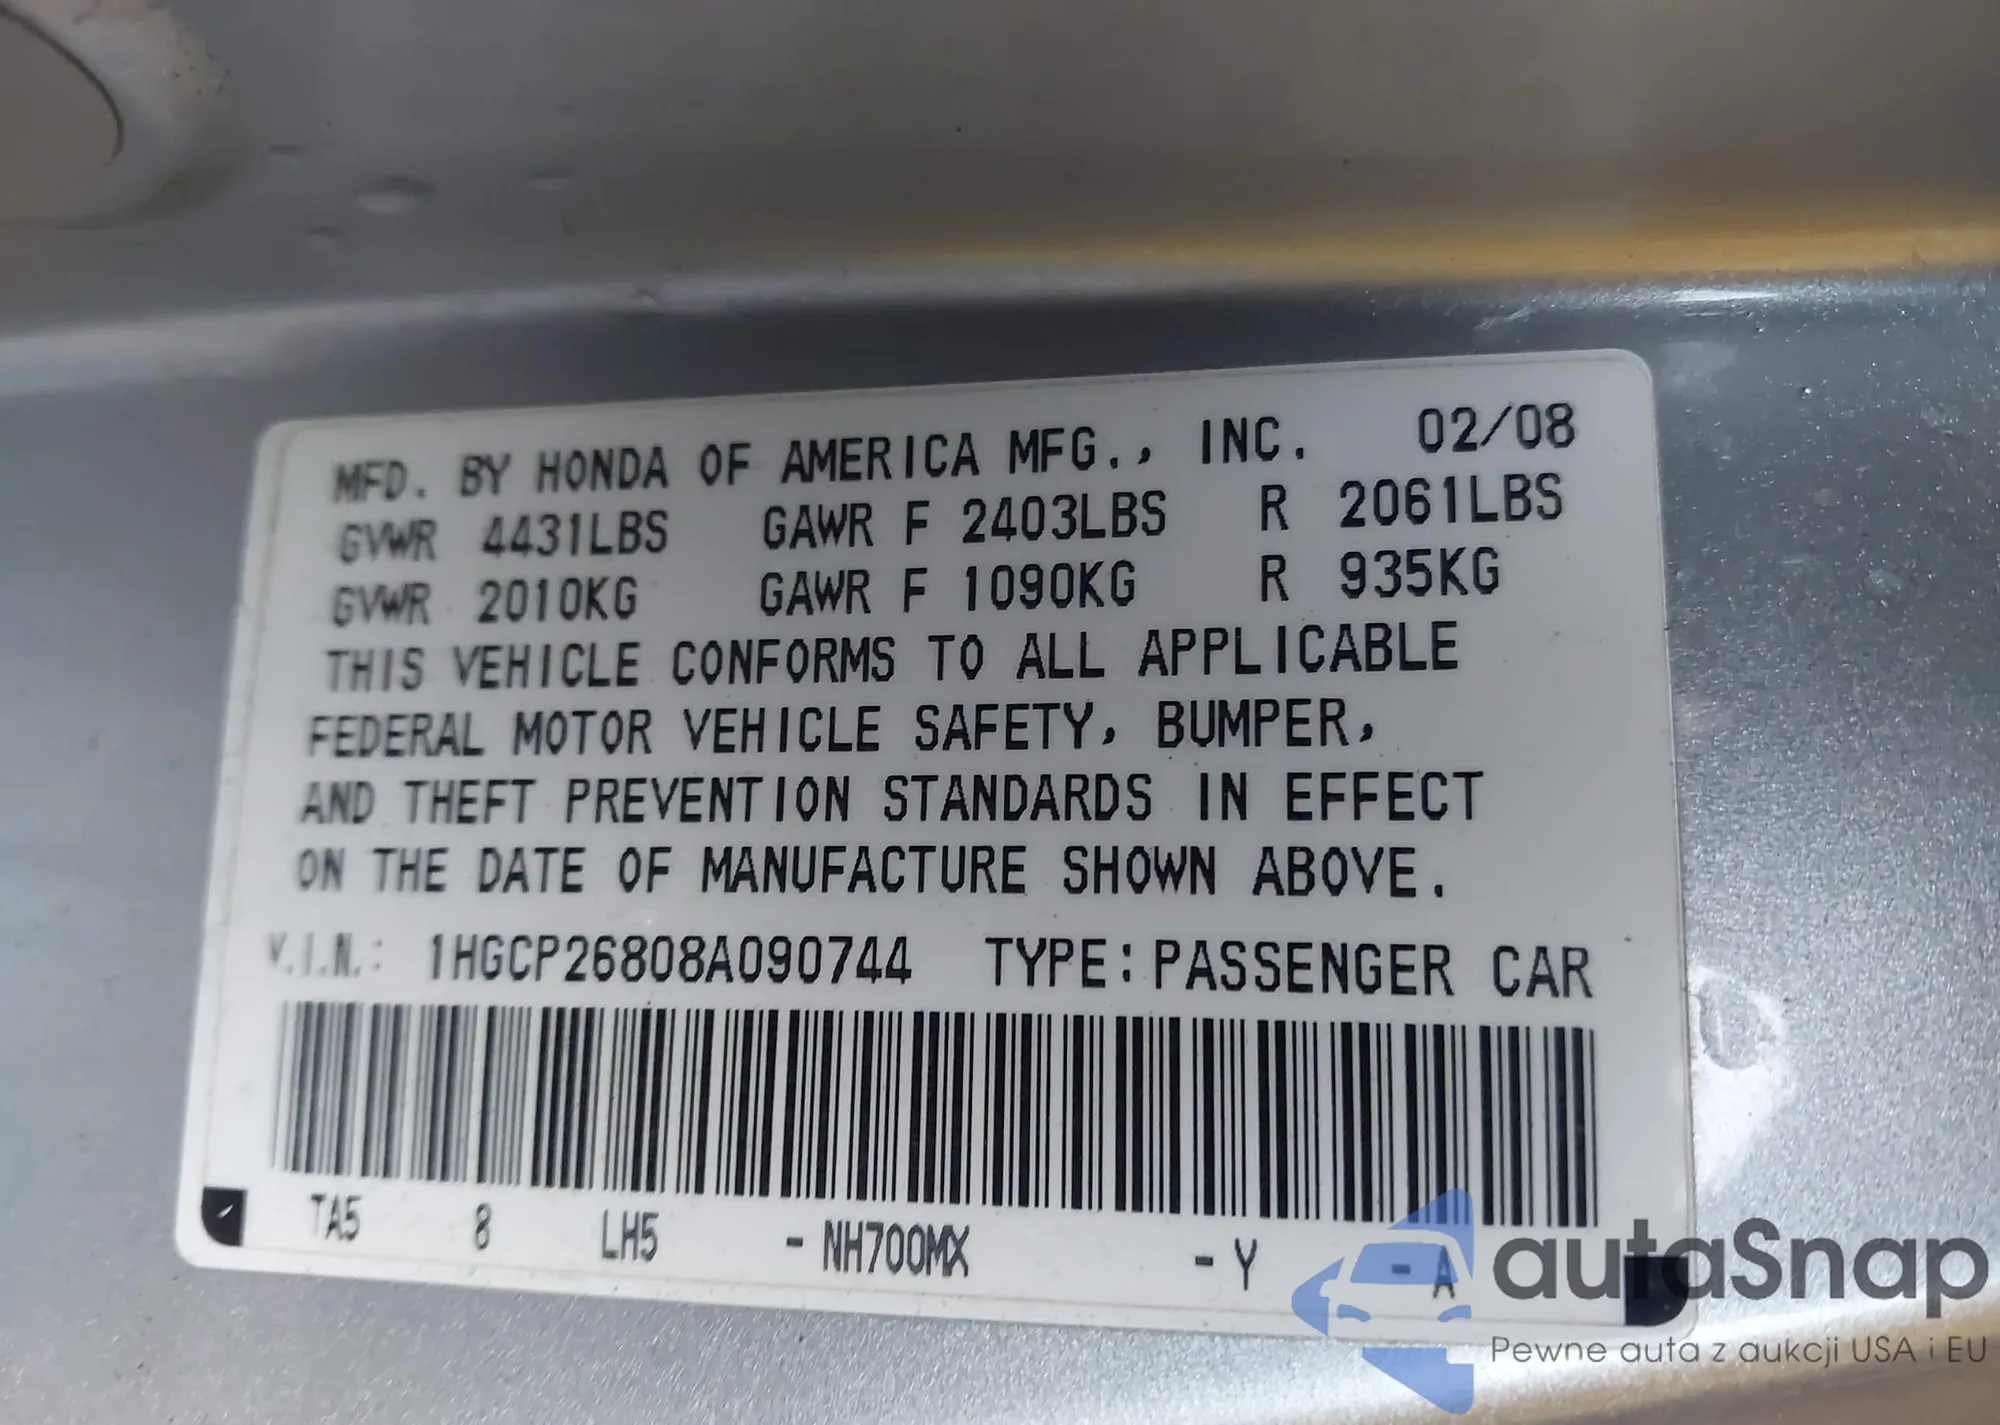 MFD. BY HONDA OF AMERICA MFG., INC. 02/08
GVWR 4431LBS GAWR F 2403LBS R 2061LBS
GVWR 2010KG GAWR F 1090KG R 935KG
THIS VEHICLE CONFORMS TO ALL APPLICABLE
FEDERAL MOTOR VEHICLE SAFETY, BUMPER,
AND THEFT PREVENTION STANDARDS IN EFFECT
ON THE DATE OF MANUFACTURE SHOWN ABOVE.
V.I.N.: 1HGCP26808A090744 TYPE: PASSENGER CAR
TA5 8 LH5 - NH700MX - Y - A
autaSnap
Pewne auta z aukcji USA i EU